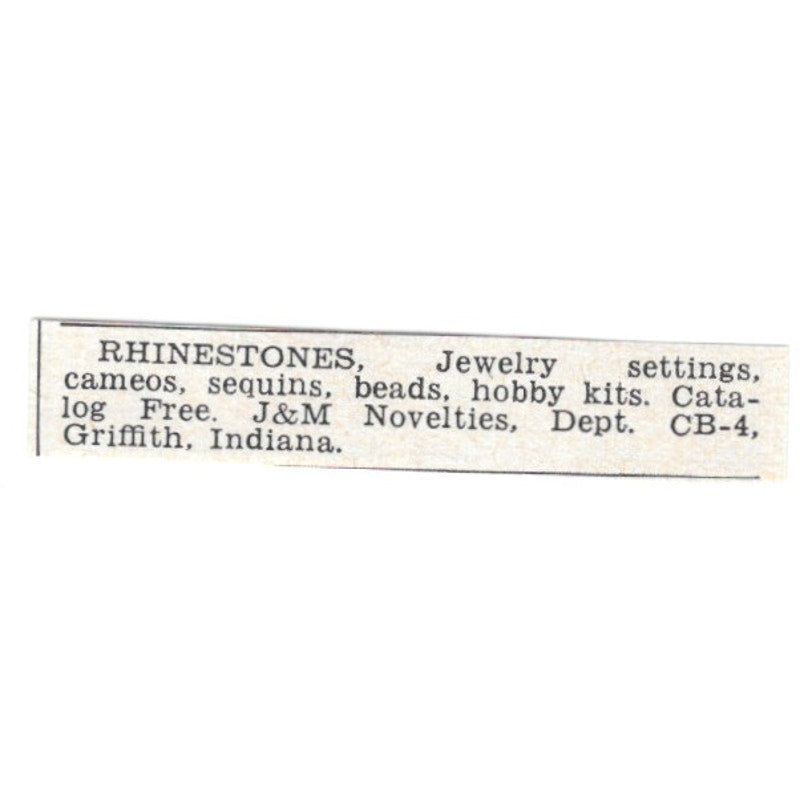 RHINESTONES, Jewelry settings,
cameos, sequins, beads, hobby kits. Cata-
log Free. J&M Novelties, Dept. CB-4,
Griffith, Indiana.